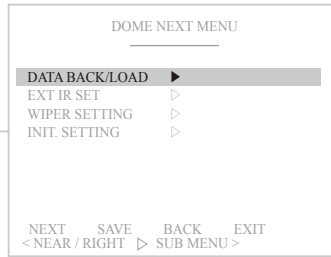 DOME NEXT MENU
DATA BACK/LOAD ▶
EXT IR SET ▷
WIPER SETTING ▷
INIT. SETTING ▷
NEXT SAVE BACK EXIT
< NEAR / RIGHT ▷ SUB MENU >